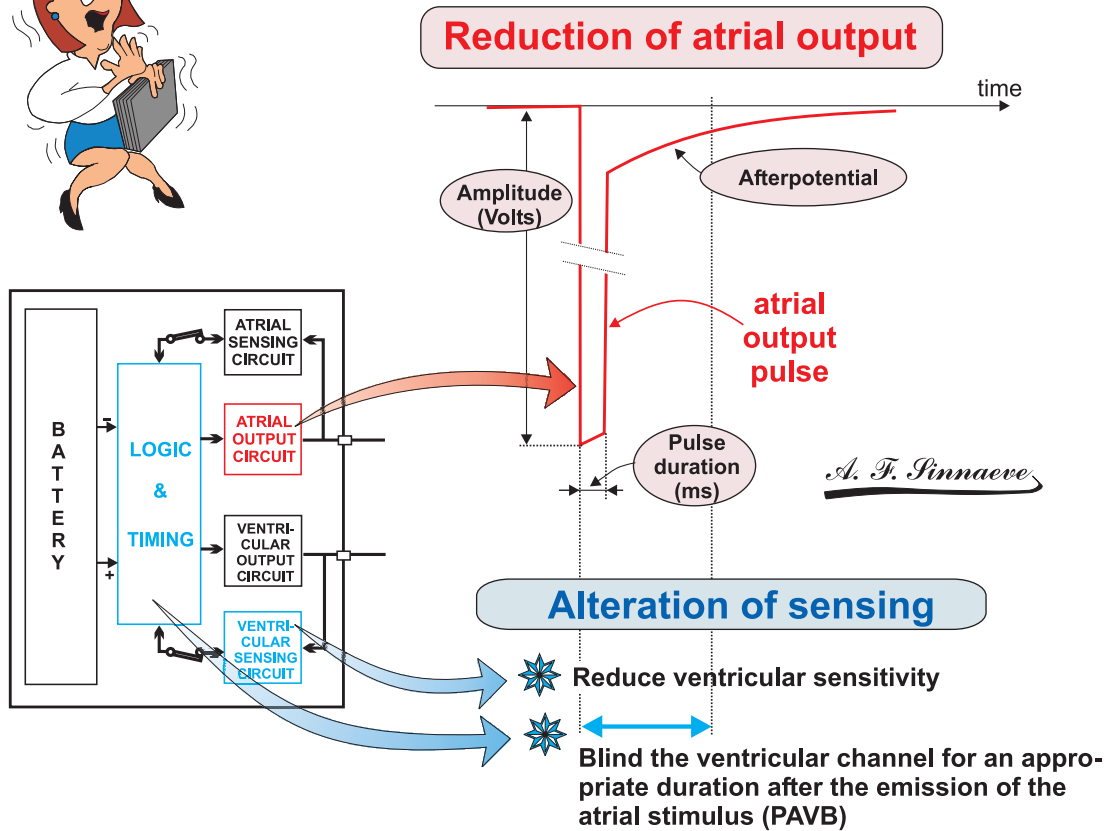 Reduction of atrial output
time
Amplitude
(Volts)
Afterpotential
atrial
output
pulse
Pulse
duration
(ms)
A. F. Sinnaeve
BATTERY
-
+
LOGIC
&
TIMING
ATRIAL
SENSING
CIRCUIT
ATRIAL
OUTPUT
CIRCUIT
VENTRI-
CULAR
OUTPUT
CIRCUIT
VENTRI-
CULAR
SENSING
CIRCUIT
Alteration of sensing
Reduce ventricular sensitivity
Blind the ventricular channel for an appro-
priate duration after the emission of the
atrial stimulus (PAVB)